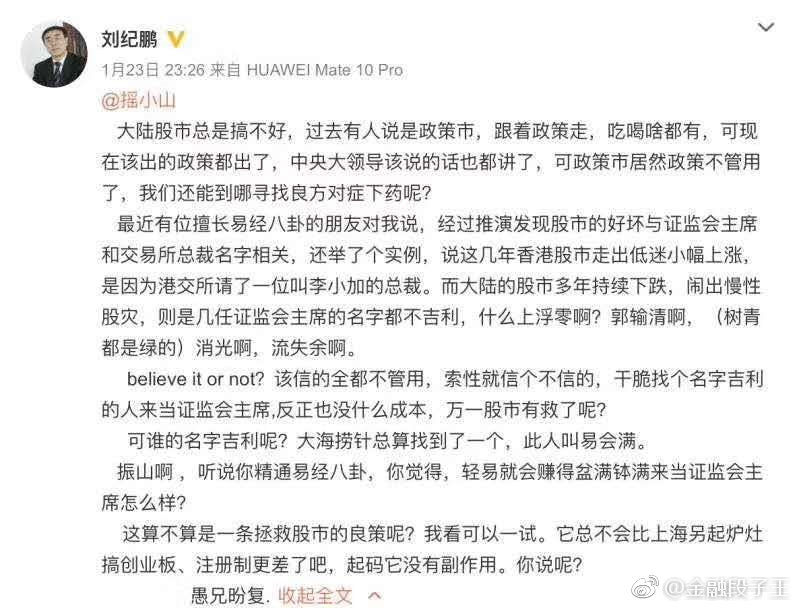 刘纪鹏
1月23日 23:26 来自 HUAWEI Mate 10 Pro
@摇小山
大陆股市总是搞不好，过去有人说是政策市，跟着政策走，吃喝啥都有，可现
在该出的政策都出了，中央大领导该说的话也都讲了，可政策市居然政策不管用
了，我们还能到哪寻找良方对症下药呢？
最近有位擅长易经八卦的朋友对我说，经过推演发现股市的好坏与证监会主席
和交易所总裁名字相关，还举了个实例，说这几年香港股市走出低迷小幅上涨，
是因为港交所请了一位叫李小加的总裁。而大陆的股市多年持续下跌，闹出慢性
股灾，则是几任证监会主席的名字都不吉利，什么上浮零啊？郭输清啊，（树青
都是绿的）消光啊，流失余啊。
believe it or not？该信的全都不管用，索性就信个不信的，干脆找个名字吉利
的人来当证监会主席,反正也没什么成本，万一股市有救了呢？
可谁的名字吉利呢？大海捞针总算找到了一个，此人叫易会满。
振山啊 ，听说你精通易经八卦，你觉得，轻易就会赚得盆满钵满来当证监会主
席怎么样？
这算不算是一条拯救股市的良策呢？我看可以一试。它总不会比上海另起炉灶
搞创业板、注册制更差了吧，起码它没有副作用。你说呢？
愚兄昐复. 收起全文
@金融段子王